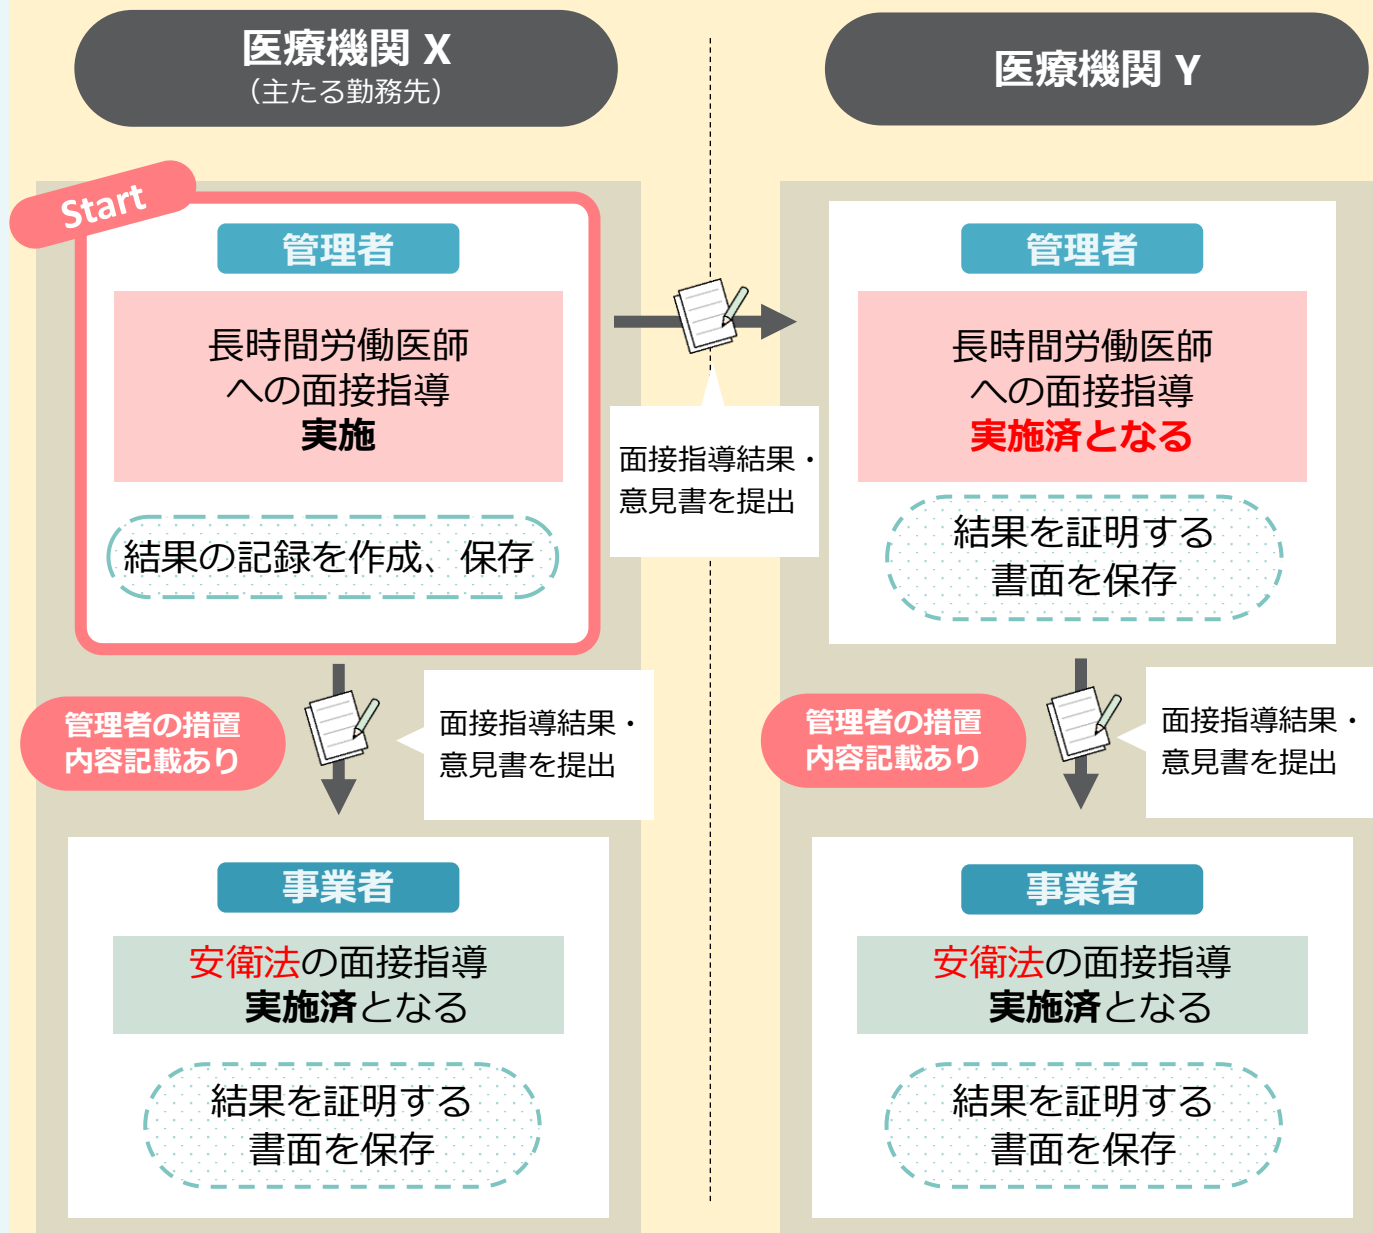 医療機関 X
（主たる勤務先）
医療機関 Y
Start
管理者
長時間労働医師
への面接指導
実施
結果の記録を作成、保存
面接指導結果・
意見書を提出
管理者
長時間労働医師
への面接指導
実施済となる
結果を証明する
書面を保存
管理者の措置
内容記載あり
面接指導結果・
意見書を提出
管理者の措置
内容記載あり
面接指導結果・
意見書を提出
事業者
安衛法の面接指導
実施済となる
結果を証明する
書面を保存
事業者
安衛法の面接指導
実施済となる
結果を証明する
書面を保存